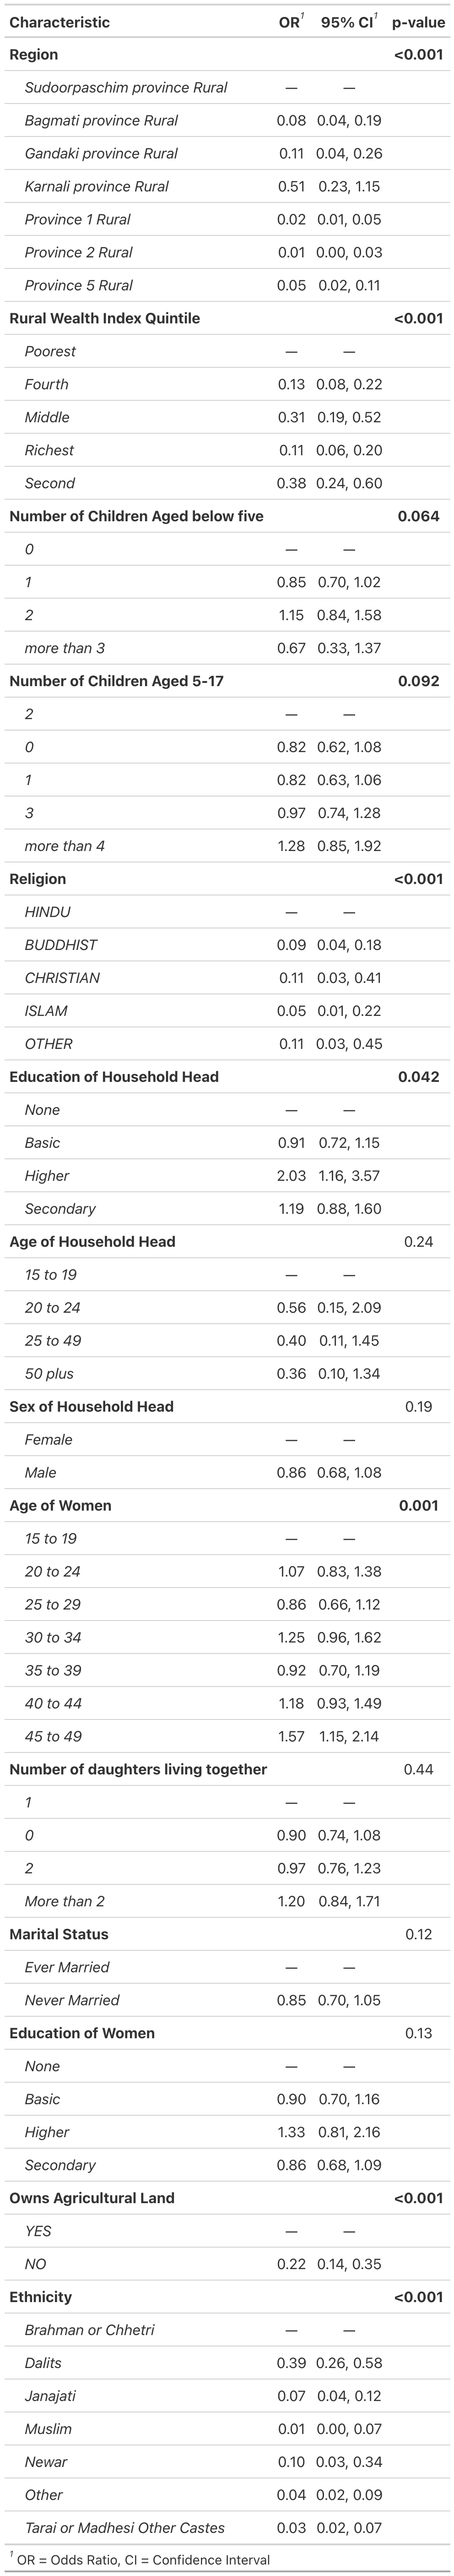 Characteristic OR¹ 95% CI¹ p-value
Region <0.001
Sudoorpaschim province Rural — —
Bagmati province Rural 0.08 0.04, 0.19
Gandaki province Rural 0.11 0.04, 0.26
Karnali province Rural 0.51 0.23, 1.15
Province 1 Rural 0.02 0.01, 0.05
Province 2 Rural 0.01 0.00, 0.03
Province 5 Rural 0.05 0.02, 0.11
Rural Wealth Index Quintile <0.001
Poorest — —
Fourth 0.13 0.08, 0.22
Middle 0.31 0.19, 0.52
Richest 0.11 0.06, 0.20
Second 0.38 0.24, 0.60
Number of Children Aged below five 0.064
0 — —
1 0.85 0.70, 1.02
2 1.15 0.84, 1.58
more than 3 0.67 0.33, 1.37
Number of Children Aged 5-17 0.092
2 — —
0 0.82 0.62, 1.08
1 0.82 0.63, 1.06
3 0.97 0.74, 1.28
more than 4 1.28 0.85, 1.92
Religion <0.001
HINDU — —
BUDDHIST 0.09 0.04, 0.18
CHRISTIAN 0.11 0.03, 0.41
ISLAM 0.05 0.01, 0.22
OTHER 0.11 0.03, 0.45
Education of Household Head 0.042
None — —
Basic 0.91 0.72, 1.15
Higher 2.03 1.16, 3.57
Secondary 1.19 0.88, 1.60
Age of Household Head 0.24
15 to 19 — —
20 to 24 0.56 0.15, 2.09
25 to 49 0.40 0.11, 1.45
50 plus 0.36 0.10, 1.34
Sex of Household Head 0.19
Female — —
Male 0.86 0.68, 1.08
Age of Women 0.001
15 to 19 — —
20 to 24 1.07 0.83, 1.38
25 to 29 0.86 0.66, 1.12
30 to 34 1.25 0.96, 1.62
35 to 39 0.92 0.70, 1.19
40 to 44 1.18 0.93, 1.49
45 to 49 1.57 1.15, 2.14
Number of daughters living together 0.44
1 — —
0 0.90 0.74, 1.08
2 0.97 0.76, 1.23
More than 2 1.20 0.84, 1.71
Marital Status 0.12
Ever Married — —
Never Married 0.85 0.70, 1.05
Education of Women 0.13
None — —
Basic 0.90 0.70, 1.16
Higher 1.33 0.81, 2.16
Secondary 0.86 0.68, 1.09
Owns Agricultural Land <0.001
YES — —
NO 0.22 0.14, 0.35
Ethnicity <0.001
Brahman or Chhetri — —
Dalits 0.39 0.26, 0.58
Janajati 0.07 0.04, 0.12
Muslim 0.01 0.00, 0.07
Newar 0.10 0.03, 0.34
Other 0.04 0.02, 0.09
Tarai or Madhesi Other Castes 0.03 0.02, 0.07
¹ OR = Odds Ratio, CI = Confidence Interval